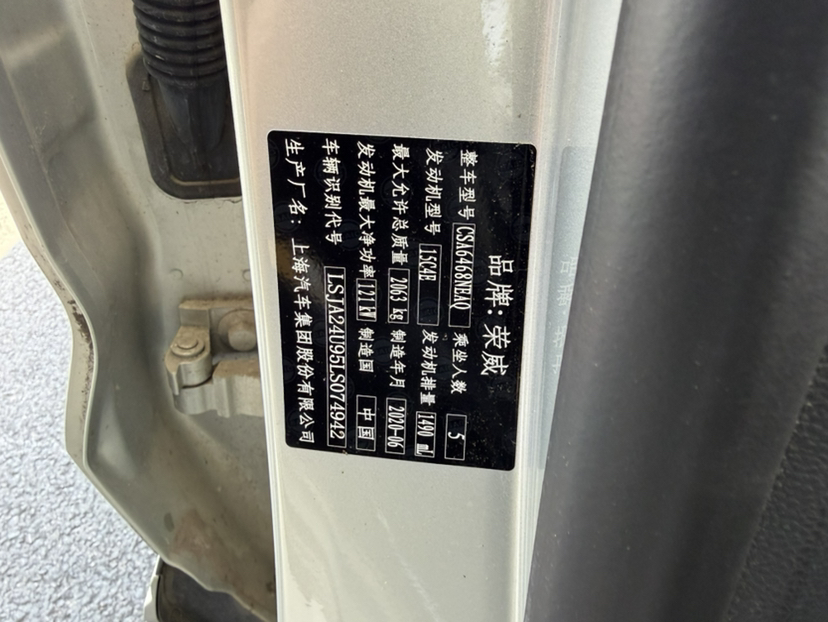 品牌: 荣威
整车型号 CSA6468NBAQ 乘坐人数 5
发动机型号 15C4E 发动机排量 1490 mL
最大允许总质量 2063 kg 制造年月 2020-06
发动机最大净功率 121 kW 制造国 中国
车辆识别代号 LSJA24U95LS074942
生产厂名: 上海汽车集团股份有限公司